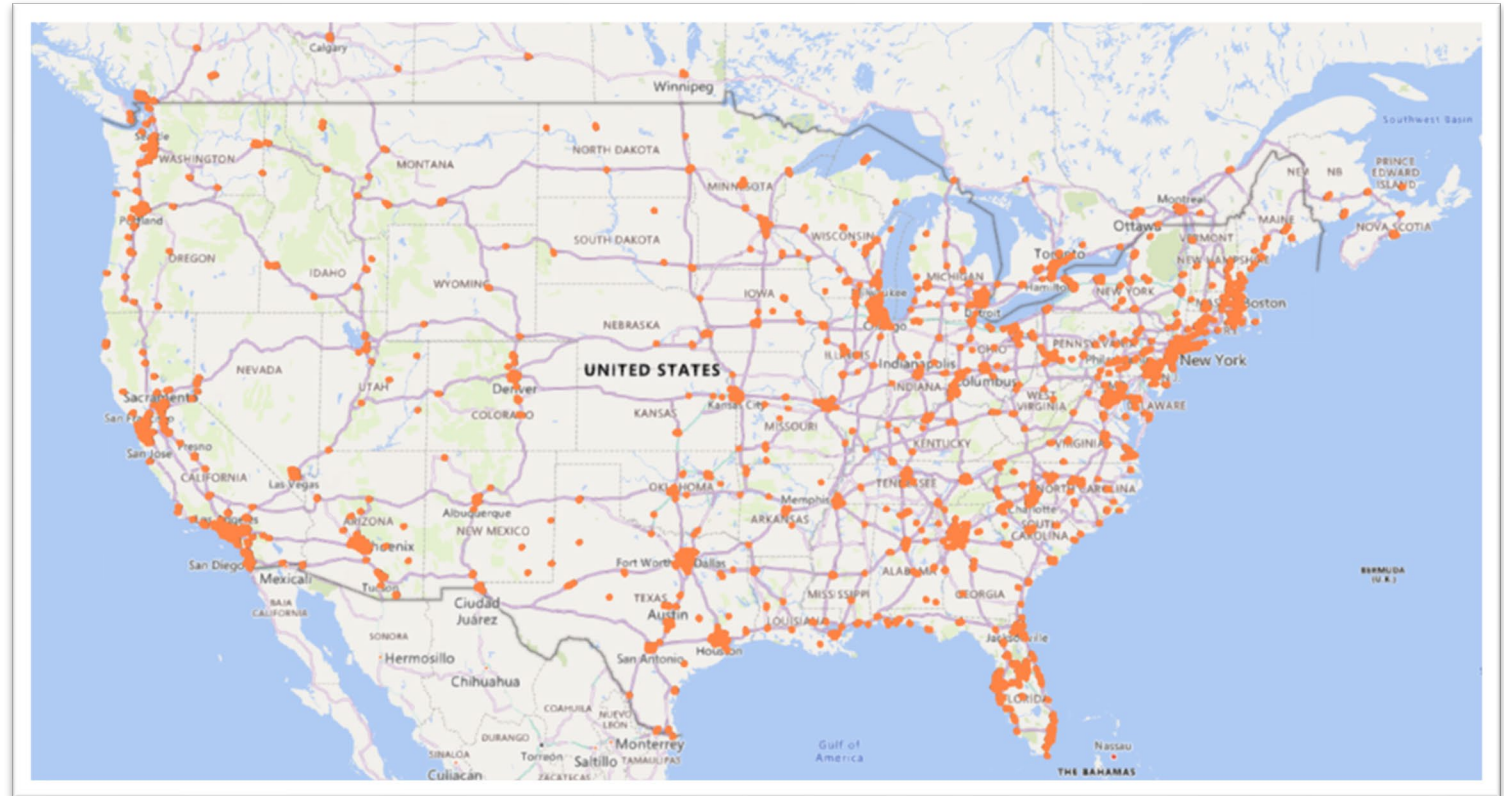 Calgary
Winnipeg
Southwest Basin
WASHINGTON
MONTANA
NORTH DAKOTA
PRINCE
EDWARD
ISLAND
NB
MINNESOTA
Montreal
MAINE
Portland
Ottawa
NOVA SCOTIA
SOUTH DAKOTA
WISCONSIN
VERMONT
OREGON
Toronto
NEW HAMPSHIRE
IDAHO
MICHIGAN
WYOMING
IOWA
Hamilton
NEW YORK
Boston
Detroit
NEBRASKA
Chicago
OHIO
PENNSYLVANIA
NEVADA
UNITED STATES
Indianapolis
New York
UTAH
Denver
INDIANA
Columbus
Sacramento
Kansas City
WEST
VIRGINIA
DELAWARE
COLORADO
KANSAS
MISSOURI
San Jose
Fresno
KENTUCKY
VIRGINIA
CALIFORNIA
Las Vegas
OKLAHOMA
TENNESSEE
NORTH CAROLINA
Memphis
Albuquerque
Charlotte
Los Angeles
ARIZONA
NEW MEXICO
ARKANSAS
SOUTH
CAROLINA
Phoenix
San Diego
Fort Worth
Dallas
ALABAMA
BERMUDA
(U.K.)
Mexicali
Tucson
BAJA
CALIFORNIA
Ciudad
Juárez
TEXAS
MISSISSIPPI
GEORGIA
Austin
LOUISIANA
SONORA
Jacksonville
Hermosillo
San Antonio
Houston
Chihuahua
FLORIDA
COAHUILA
NUEVO
LEÓN
DURANGO
Monterrey
Gulf of
America
Nassau
SINALOA
Torreón
Saltillo
TAMAULIPAS
THE BAHAMAS
Culiacán
ZACATECAS